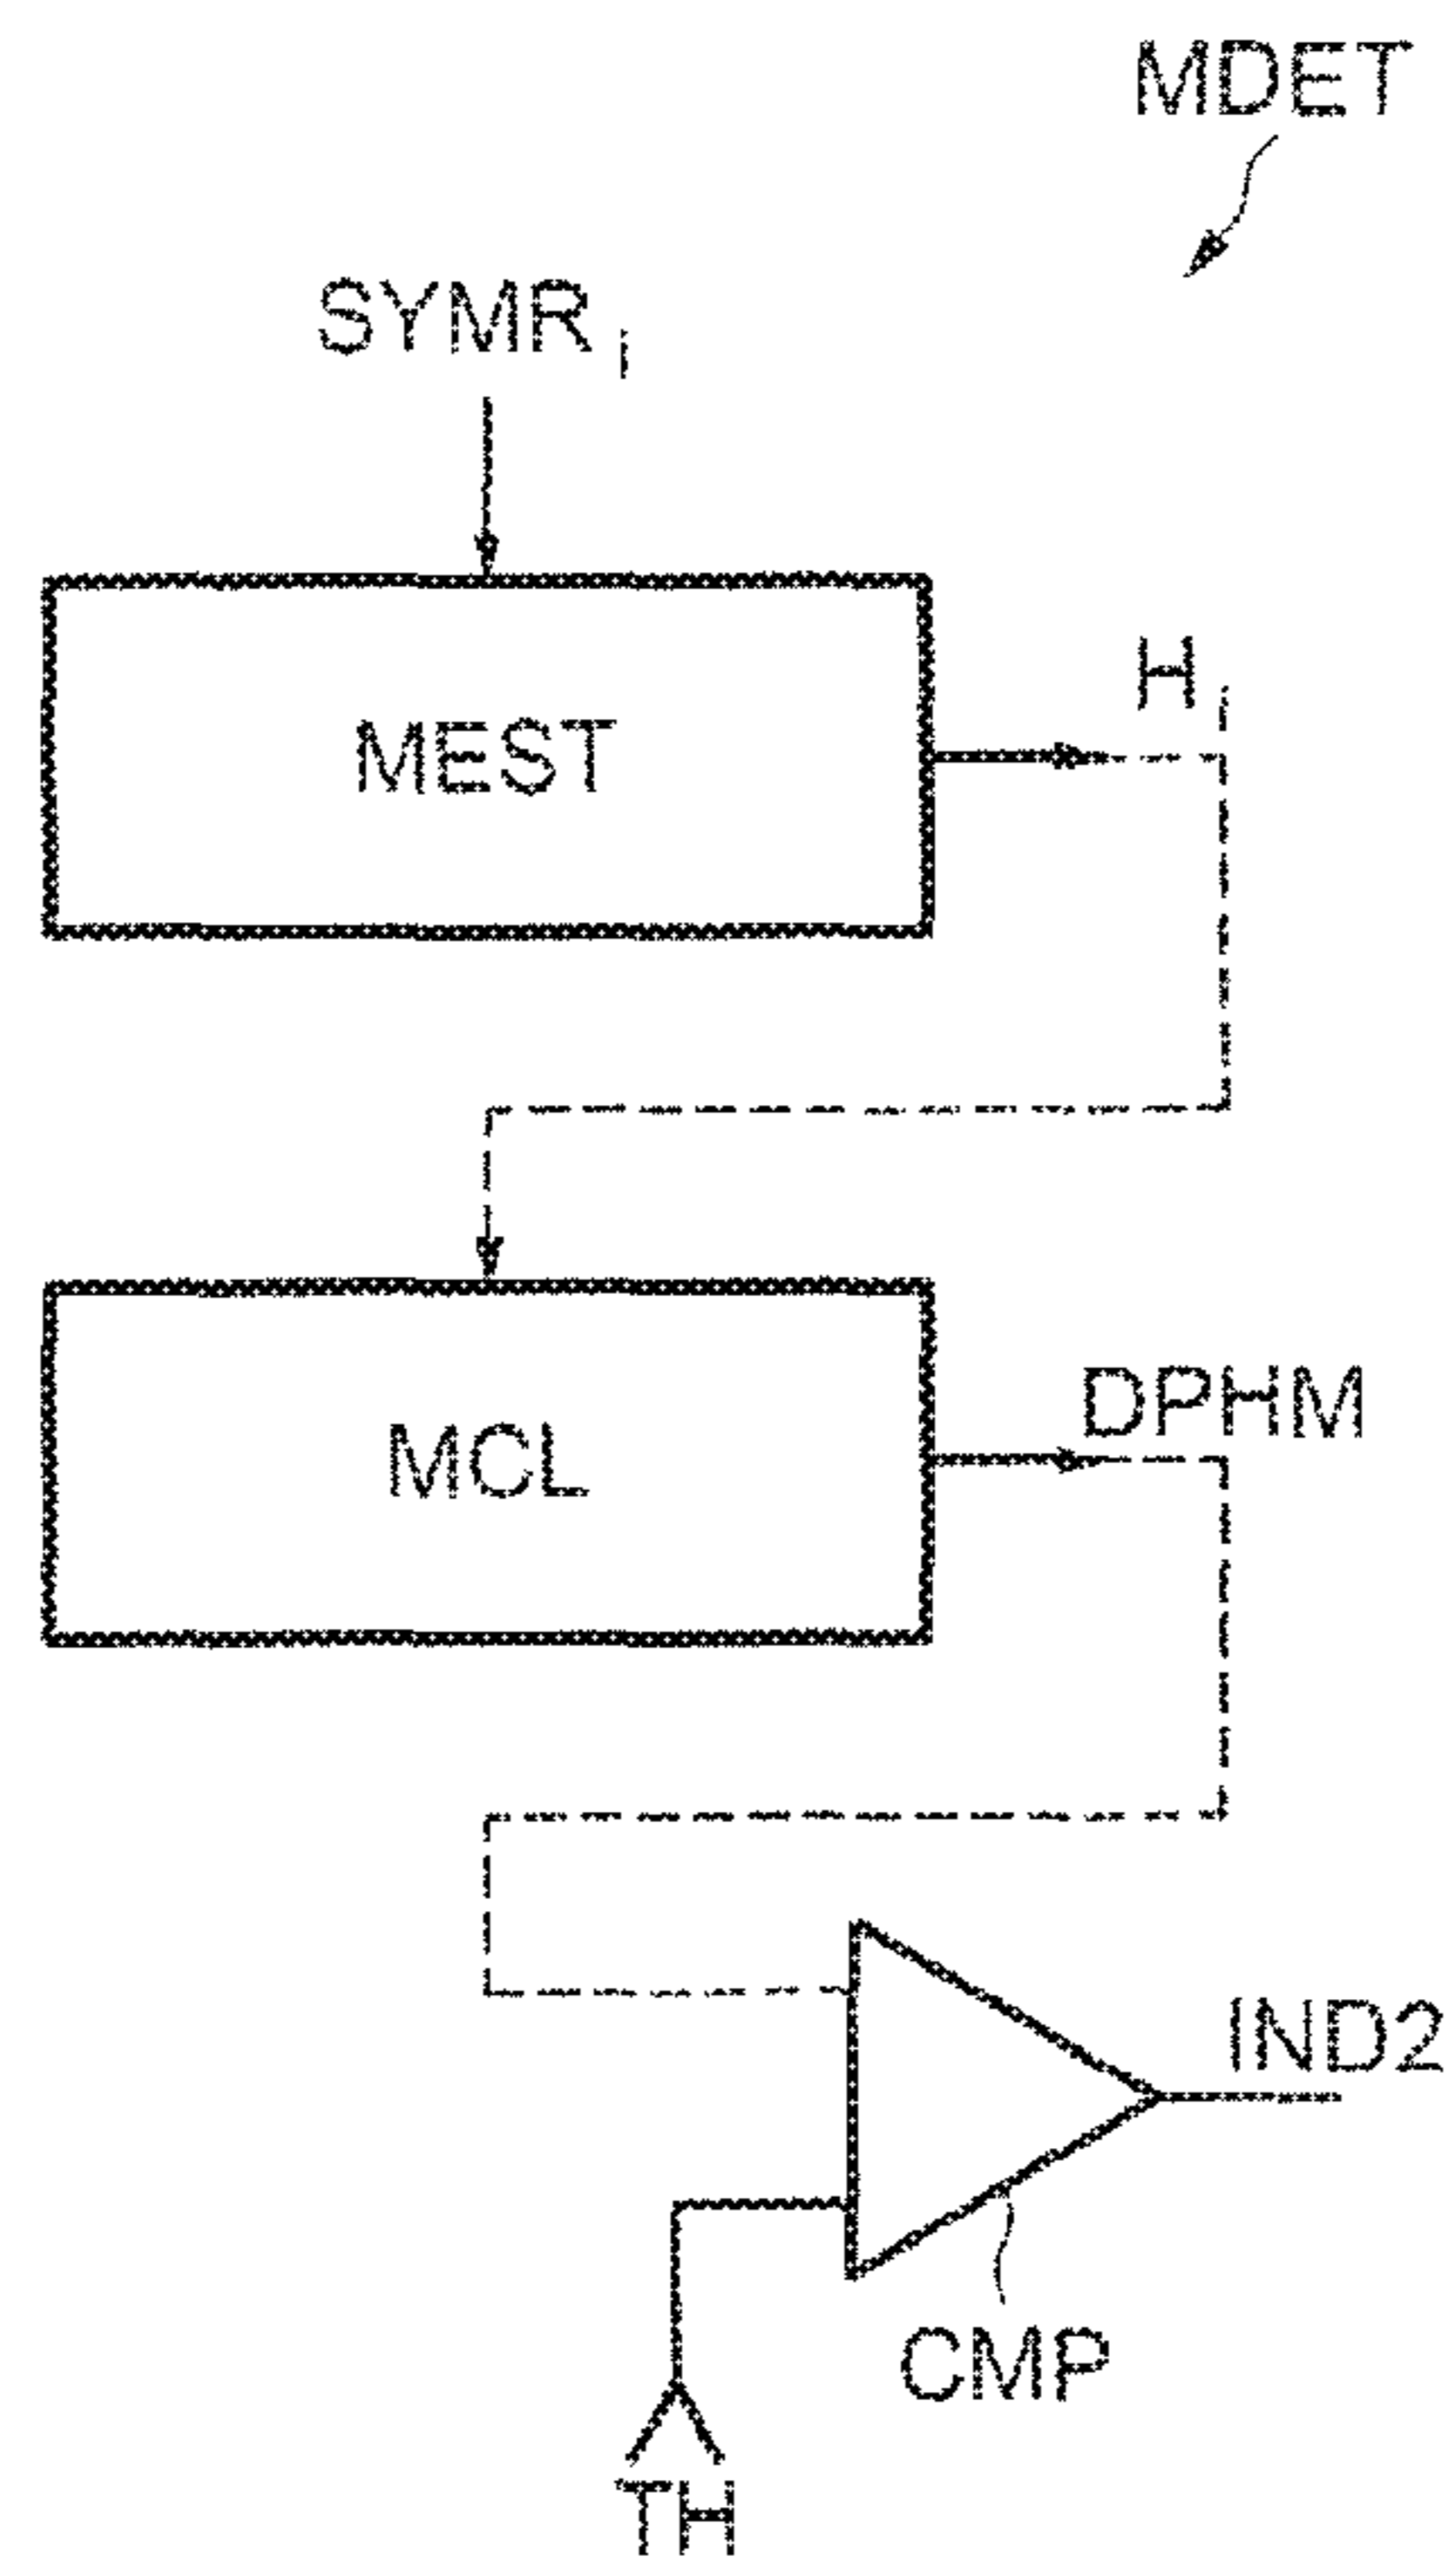 MDET
SYMR i
MEST
H i
MCL
DPHM
IND2
CMP
TH